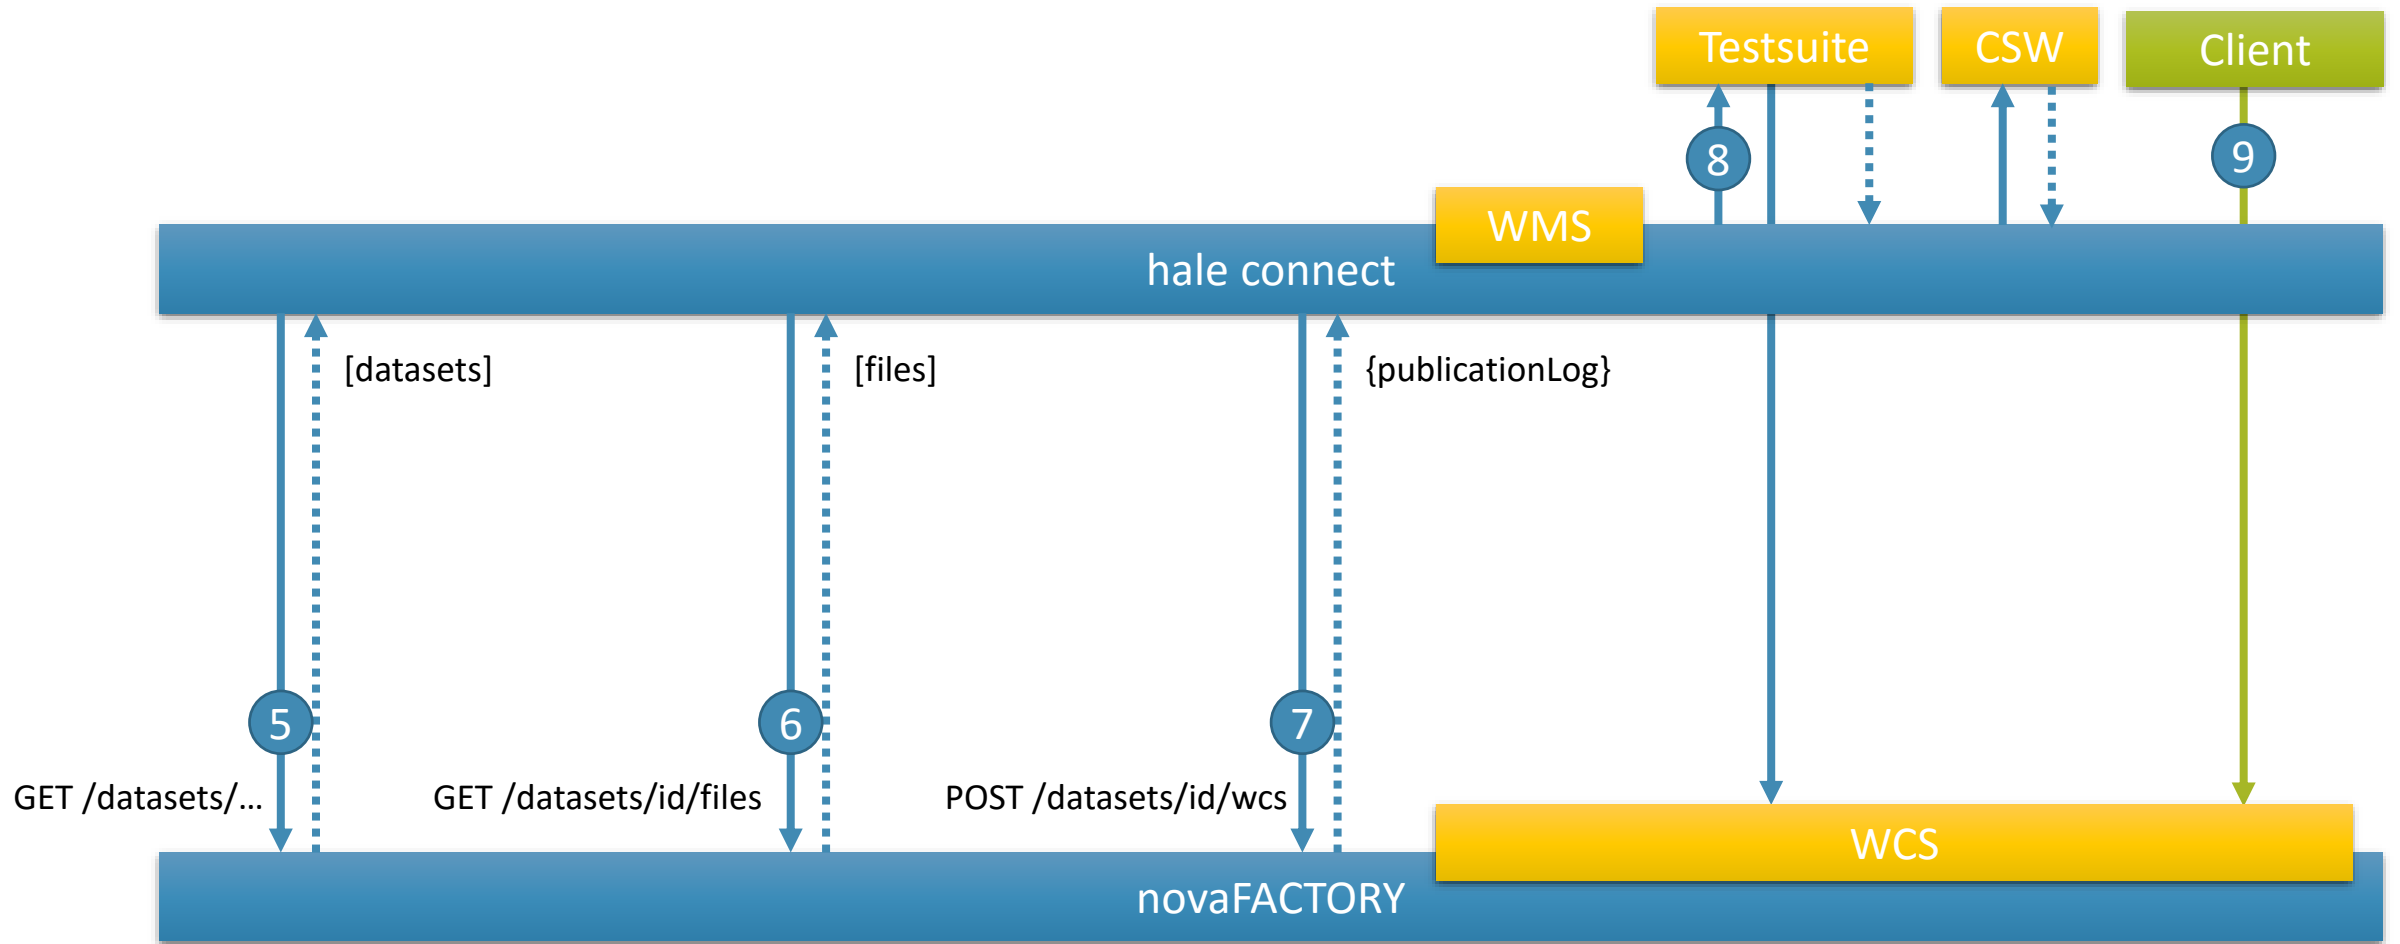 Testsuite
CSW
Client
8
9
WMS
hale connect
[datasets]
[files]
{publicationLog}
5
6
7
GET /datasets/...
GET /datasets/id/files
POST /datasets/id/wcs
WCS
novaFACTORY